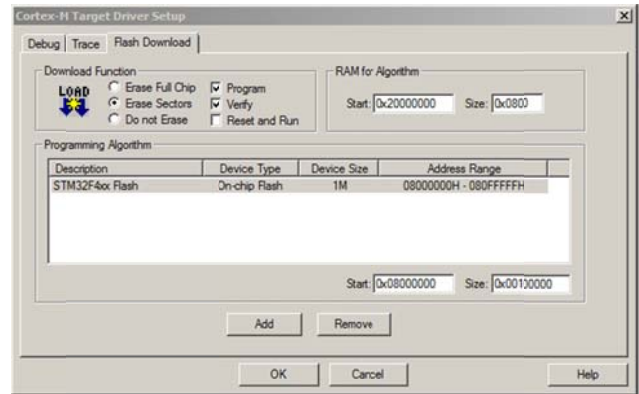 Cortex-M Target Driver Setup
Debug Trace Flash Download
Download Function
LOAD
Erase Full Chip
Erase Sectors
Do not Erase
Program
Verify
Reset and Run
RAM for Algorithm
Start: 0x20000000 Size: 0x0800
Programming Algorithm
Description Device Type Device Size Address Range
STM32F4xx Flash On-chip Flash 1M 08000000H - 080FFFFFH
Start: 0x08000000 Size: 0x00100000
Add Remove
OK Cancel Help